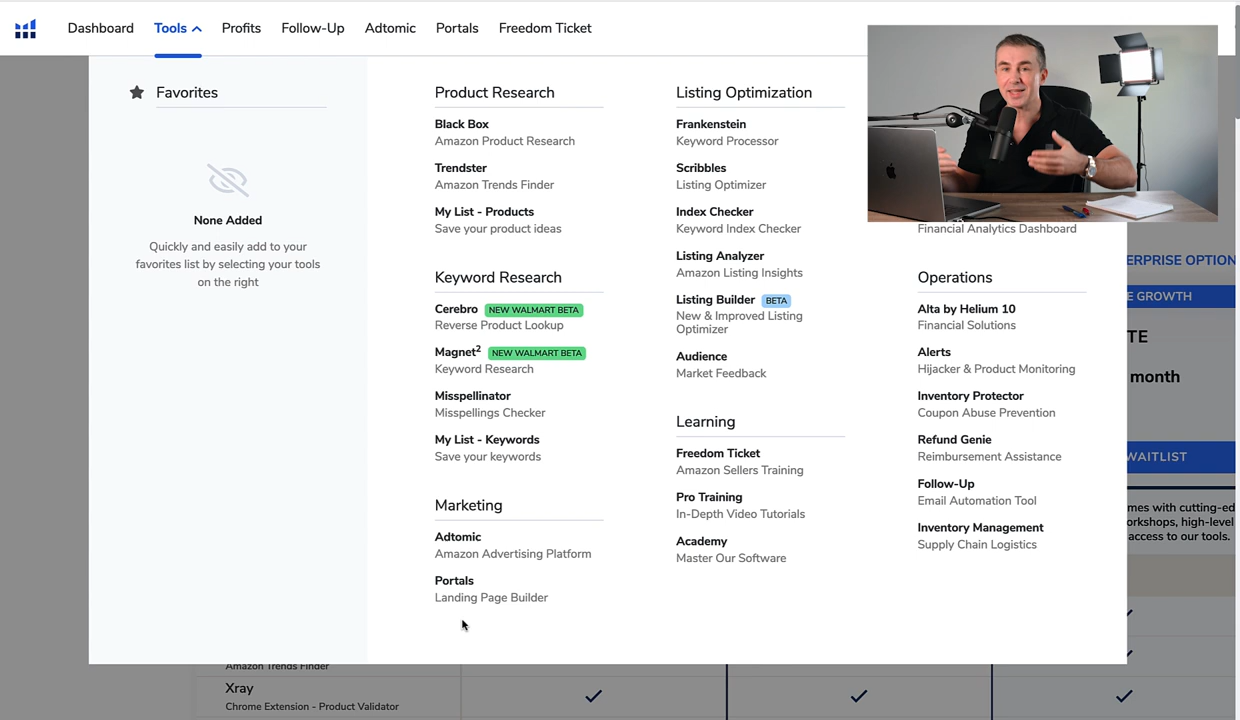 Dashboard
Tools
Profits
Follow-Up
Adtomic
Portals
Freedom Ticket
Favorites
None Added
Quickly and easily add to your
favorites list by selecting your tools
on the right
Product Research
Black Box
Amazon Product Research
Trendster
Amazon Trends Finder
My List - Products
Save your product ideas
Keyword Research
Cerebro NEW WALMART BETA
Reverse Product Lookup
Magnet² NEW WALMART BETA
Keyword Research
Misspellinator
Misspellings Checker
My List - Keywords
Save your keywords
Marketing
Adtomic
Amazon Advertising Platform
Portals
Landing Page Builder
Listing Optimization
Frankenstein
Keyword Processor
Scribbles
Listing Optimizer
Index Checker
Keyword Index Checker
Listing Analyzer
Amazon Listing Insights
Listing Builder BETA
New & Improved Listing
Optimizer
Audience
Market Feedback
Learning
Freedom Ticket
Amazon Sellers Training
Pro Training
In-Depth Video Tutorials
Academy
Master Our Software
Financial Analytics Dashboard
Operations
Alta by Helium 10
Financial Solutions
Alerts
Hijacker & Product Monitoring
Inventory Protector
Coupon Abuse Prevention
Refund Genie
Reimbursement Assistance
Follow-Up
Email Automation Tool
Inventory Management
Supply Chain Logistics
ERPRISE OPTION
E GROWTH
TE
month
WAITLIST
mes with cutting-ed
orkshops, high-level
access to our tools.
Amazon Trends Finder
Xray
Chrome Extension - Product Validator